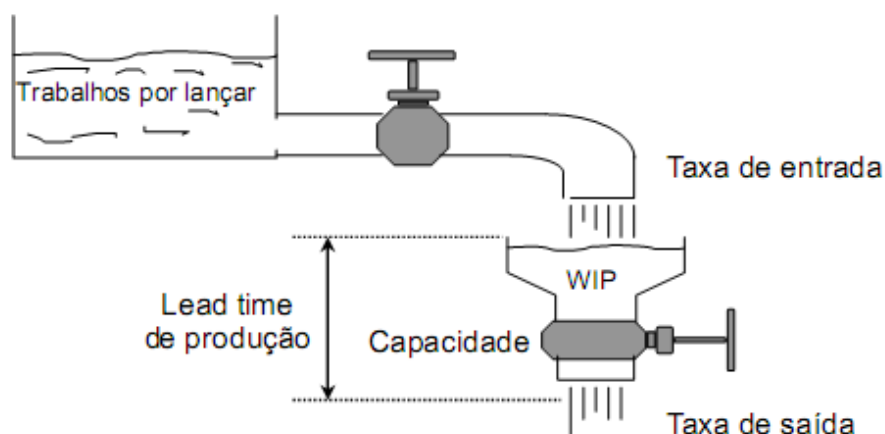 Trabalhos por lançar
Taxa de entrada
WIP
Lead time
de produção
Capacidade
Taxa de saída